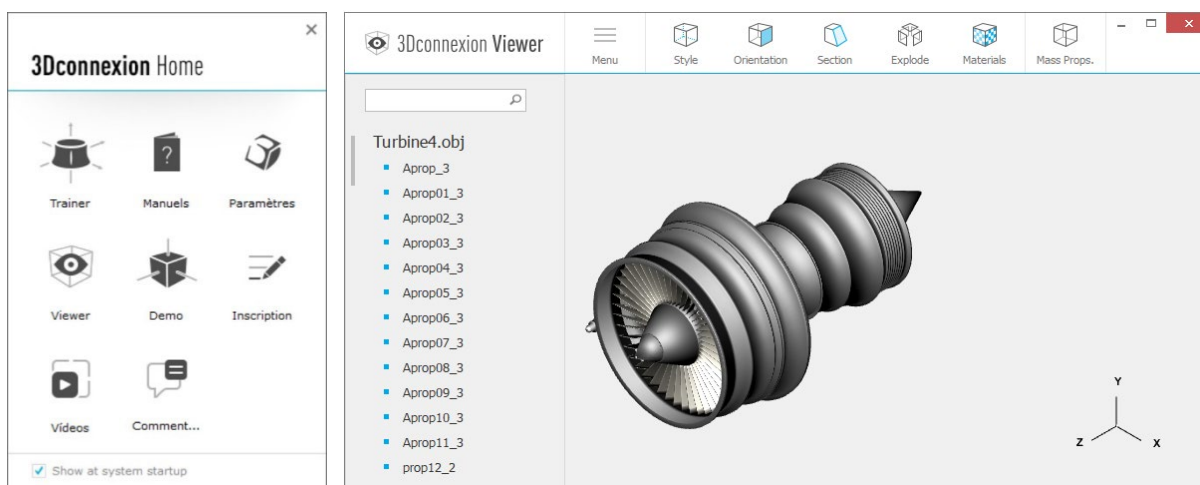 3Dconnexion Home
Trainer
Manuels
Paramètres
Viewer
Demo
Inscription
Vídeos
Comment...
Show at system startup
3Dconnexion Viewer
Menu
Style
Orientation
Section
Explode
Materials
Mass Props.
Turbine4.obj
Aprop_3
Aprop01_3
Aprop02_3
Aprop03_3
Aprop04_3
Aprop05_3
Aprop06_3
Aprop07_3
Aprop08_3
Aprop09_3
Aprop10_3
Aprop11_3
prop12_2
Y
Z
X